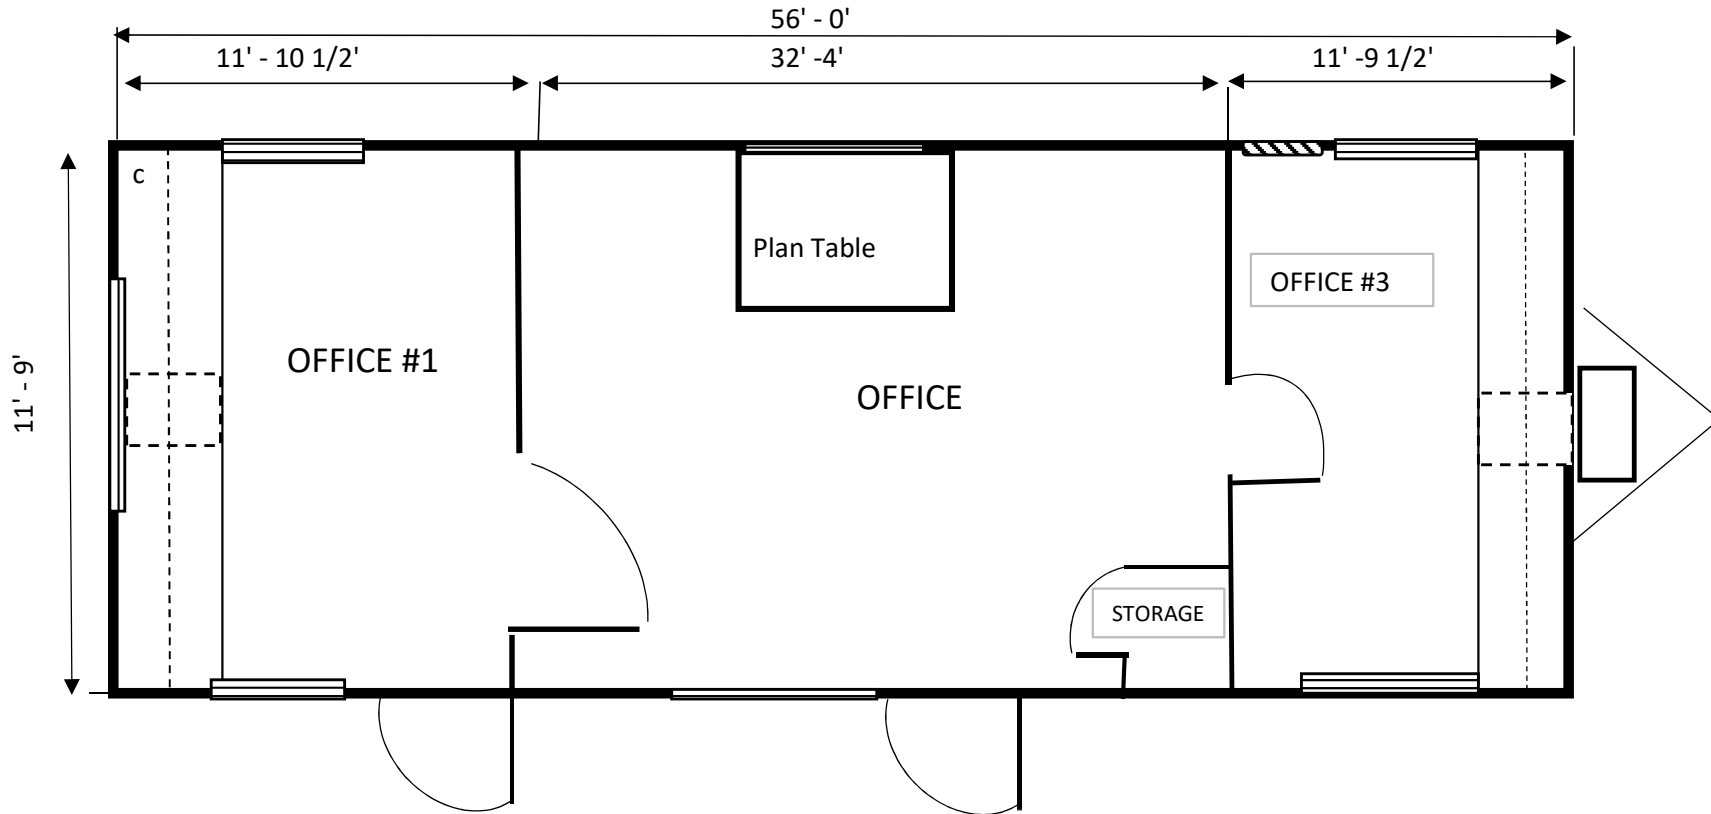 56' - 0'
11' - 10 1/2'
32' -4'
11' -9 1/2'
c
Plan Table
OFFICE #3
OFFICE #1
11' - 9'
OFFICE
STORAGE